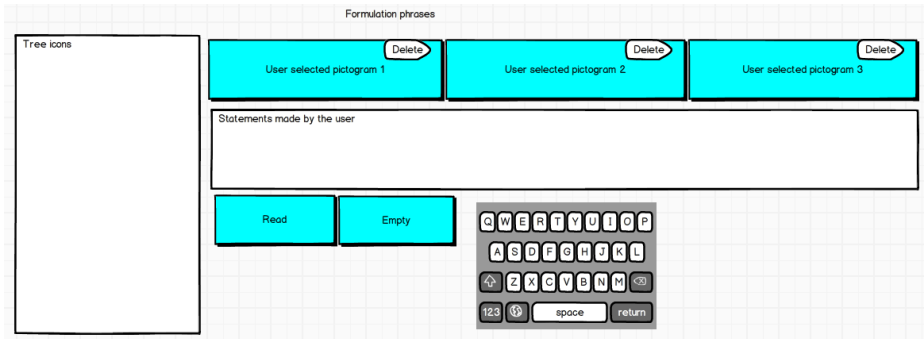 Formulation phrases
Tree icons
Delete
User selected pictogram 1
Delete
User selected pictogram 2
Delete
User selected pictogram 3
Statements made by the user
Read
Empty
Q W E R T Y U I O P
A S D F G H J K L
Z X C V B N M
123 space return